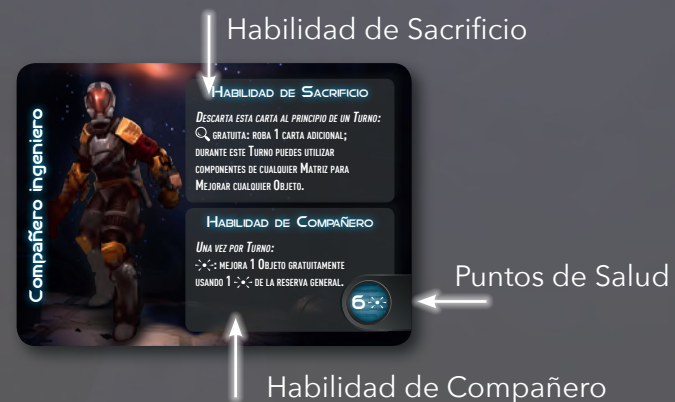 Habilidad de Sacrificio
Compañero ingeniero
Habilidad de Sacrificio
Descarta esta carta al principio de un Turno:
gratuita: roba 1 carta adicional;
durante este Turno puedes utilizar
componentes de cualquier Matriz para
Mejorar cualquier Objeto.
Habilidad de Compañero
Una vez por Turno:
: mejora 1 Objeto gratuitamente
usando 1 de la reserva general.
6
Puntos de Salud
Habilidad de Compañero